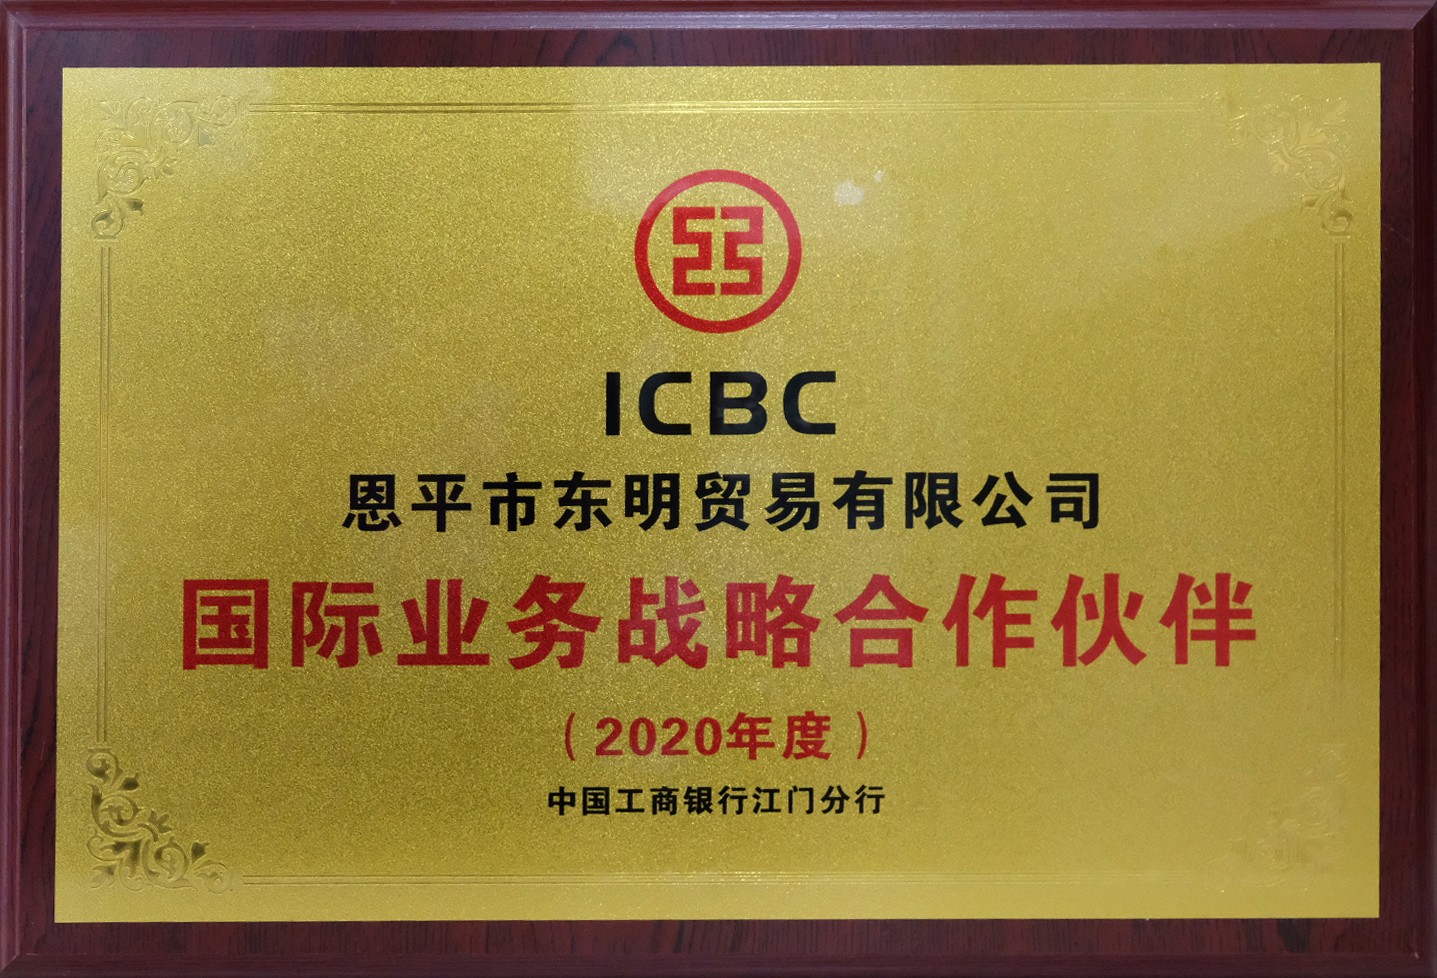 ICBC
恩平市东明贸易有限公司
国际业务战略合作伙伴
（2020年度）
中国工商银行江门分行